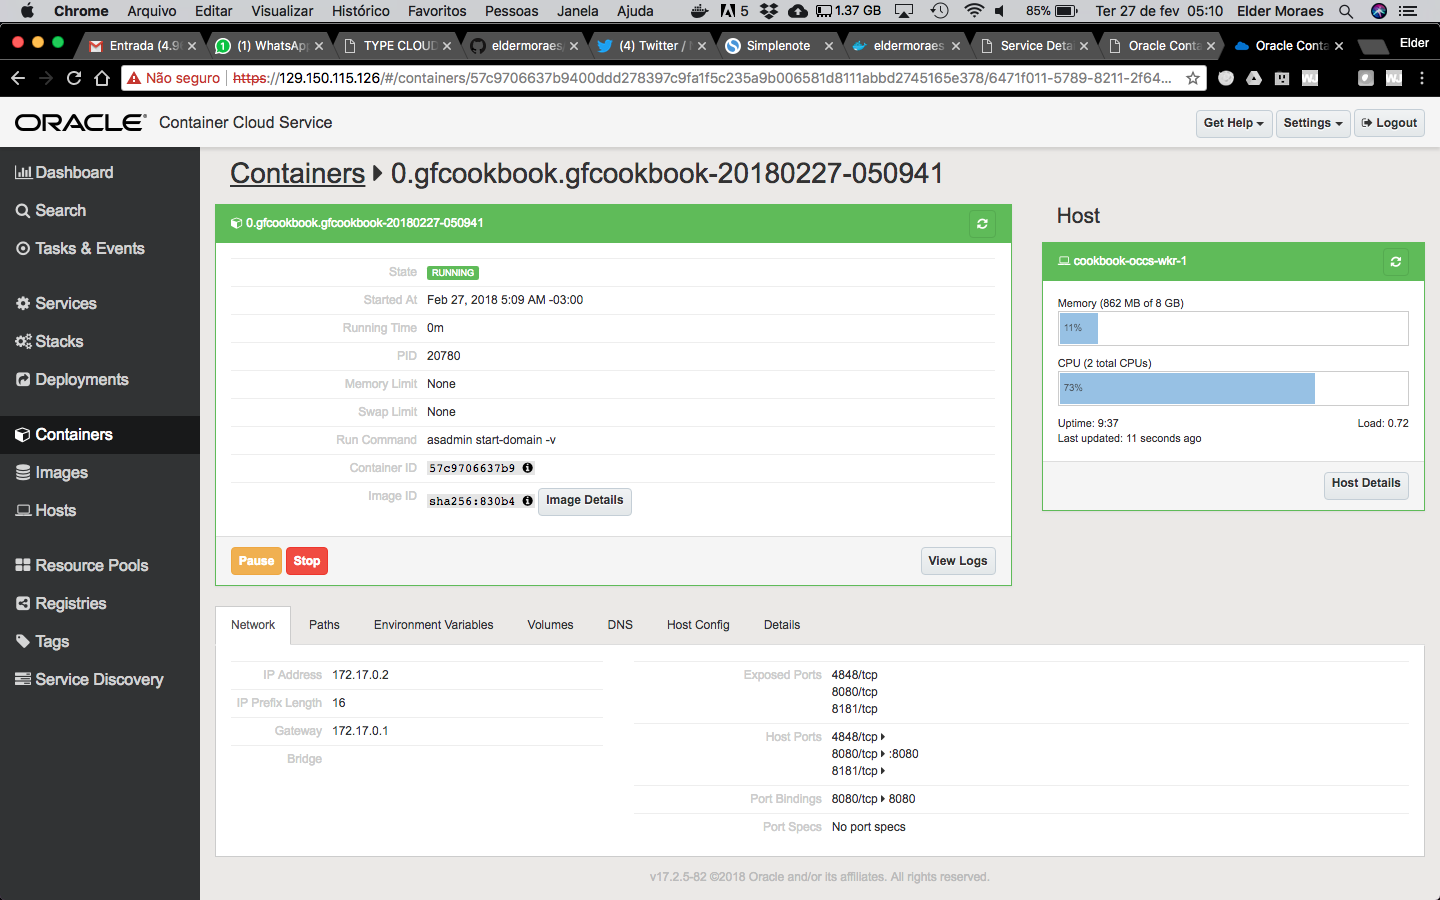 Chrome Arquivo Editar Visualizar Histórico Favoritos Pessoas Janela Ajuda 5 1.37 GB 85% Ter 27 de fev 05:10 Elder Moraes
Entrada (4.9 (1) WhatsAp TYPE CLOUD eldermoraes (4) Twitter / Simplenote eldermoraes Service Detai Oracle Conta Oracle Conta Elder
Não seguro https://129.150.115.126/#/containers/57c9706637b9400ddd278397c9fa1f5c235a9b006581d8111abbd2745165e378/6471f011-5789-8211-2f64...
ORACLE Container Cloud Service Get Help Settings Logout
Dashboard
Search
Tasks & Events
Services
Stacks
Deployments
Containers
Images
Hosts
Resource Pools
Registries
Tags
Service Discovery
Containers 0.gfcookbook.gfcookbook-20180227-050941
0.gfcookbook.gfcookbook-20180227-050941
State RUNNING
Started At Feb 27, 2018 5:09 AM -03:00
Running Time 0m
PID 20780
Memory Limit None
Swap Limit None
Run Command asadmin start-domain -v
Container ID 57c9706637b9
Image ID sha256:830b4 Image Details
Pause Stop View Logs
Host
cookbook-occs-wkr-1
Memory (862 MB of 8 GB)
11%
CPU (2 total CPUs)
73%
Uptime: 9:37 Load: 0.72
Last updated: 11 seconds ago
Host Details
Network Paths Environment Variables Volumes DNS Host Config Details
IP Address 172.17.0.2
IP Prefix Length 16
Gateway 172.17.0.1
Bridge
Exposed Ports 4848/tcp
8080/tcp
8181/tcp
Host Ports 4848/tcp
8080/tcp :8080
8181/tcp
Port Bindings 8080/tcp 8080
Port Specs No port specs
v17.2.5-82 ©2018 Oracle and/or its affiliates. All rights reserved.